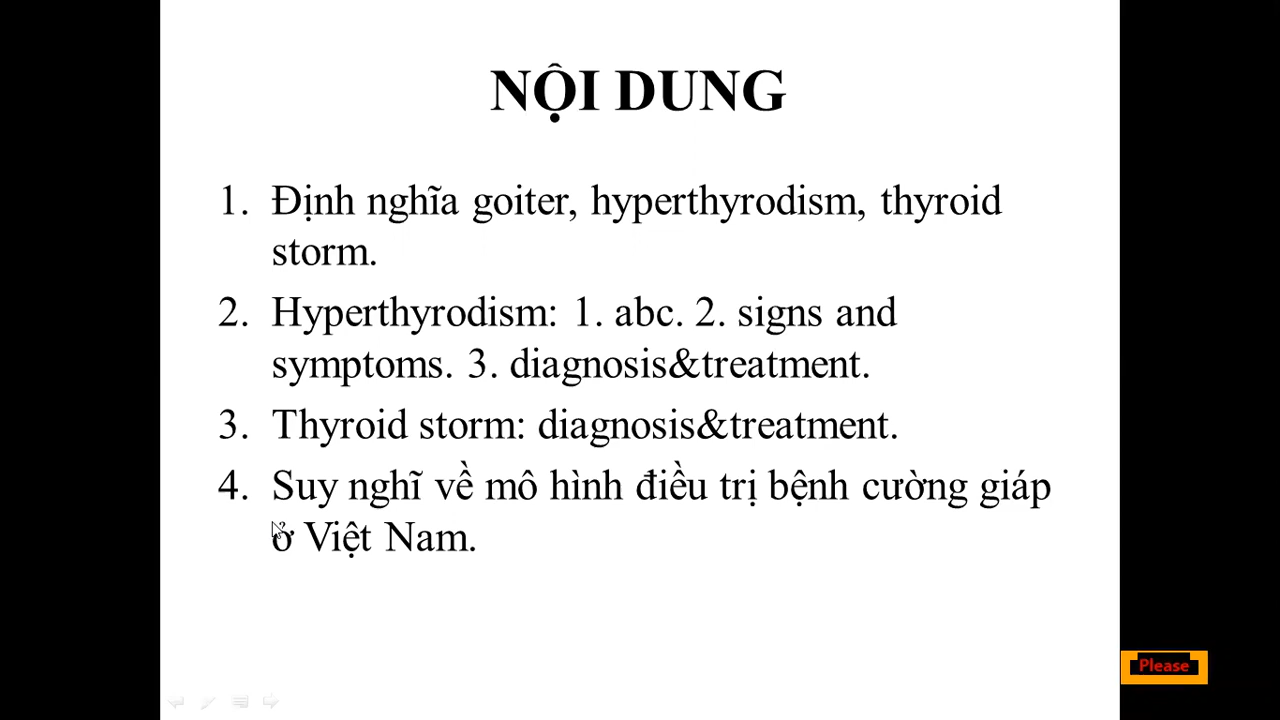 NỘI DUNG
1. Định nghĩa goiter, hyperthyrodism, thyroid
storm.
2. Hyperthyrodism: 1. abc. 2. signs and
symptoms. 3. diagnosis&treatment.
3. Thyroid storm: diagnosis&treatment.
4. Suy nghĩ về mô hình điều trị bệnh cường giáp
ở Việt Nam.
Please